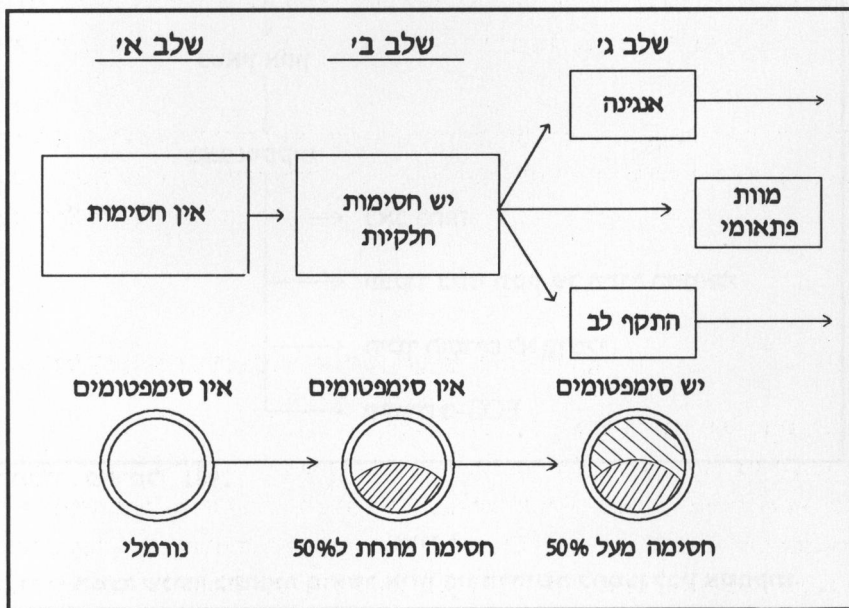 שלב א׳
שלב ב׳
שלב ג׳
אין חסימות
יש חסימות
חלקיות
אנגינה
מוות
פתאומי
התקף לב
אין סימפטומים
אין סימפטומים
יש סימפטומים
נורמלי
חסימה מתחת ל50%
חסימה מעל 50%